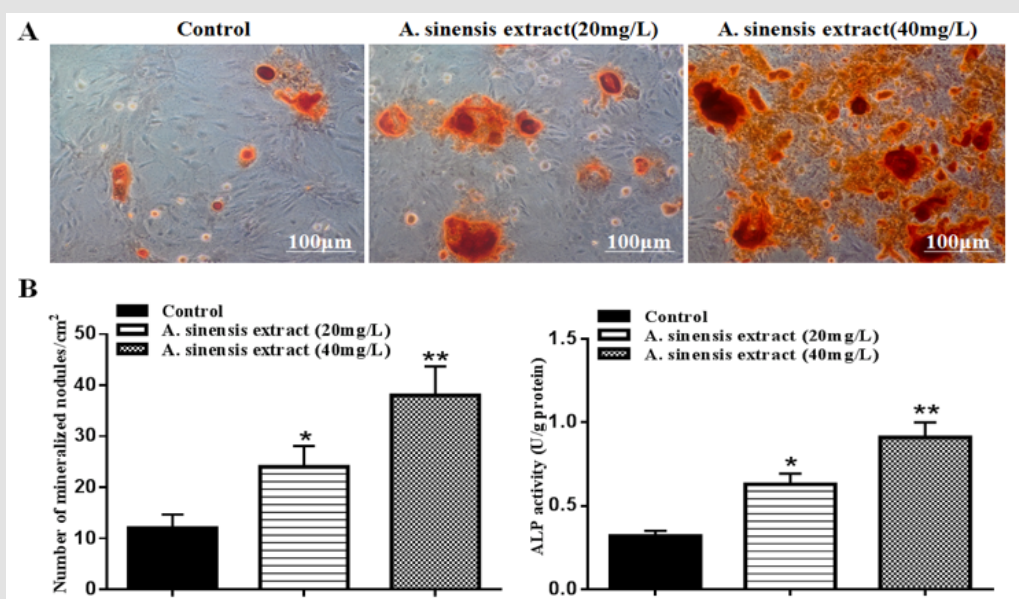 A
Control
A. sinensis extract(20mg/L)
A. sinensis extract(40mg/L)
100μm
100μm
100μm
B
Number of mineralized nodules/cm²
50
40
30
20
10
0
Control
A. sinensis extract (20mg/L)
A. sinensis extract (40mg/L)
*
**
ALP activity (U/g protein)
1.5
1.0
0.5
0.0
Control
A. sinensis extract (20mg/L)
A. sinensis extract (40mg/L)
*
**